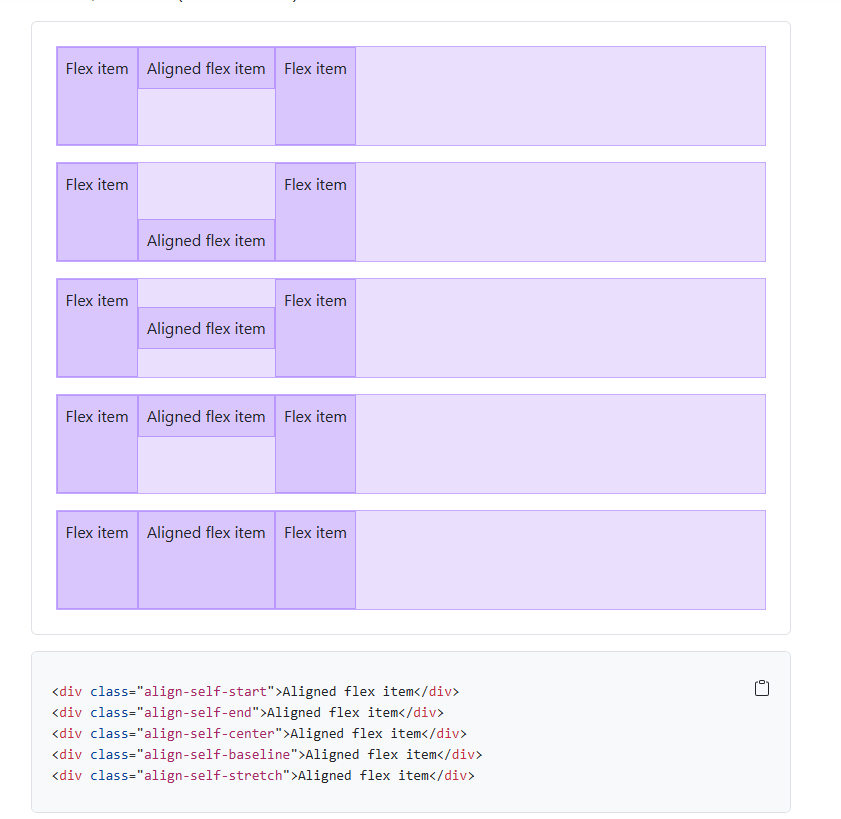 Flex item Aligned flex item Flex item
Flex item Flex item
Aligned flex item
Flex item Flex item
Aligned flex item
Flex item Aligned flex item Flex item
Flex item Aligned flex item Flex item
<div class="align-self-start">Aligned flex item</div>
<div class="align-self-end">Aligned flex item</div>
<div class="align-self-center">Aligned flex item</div>
<div class="align-self-baseline">Aligned flex item</div>
<div class="align-self-stretch">Aligned flex item</div>